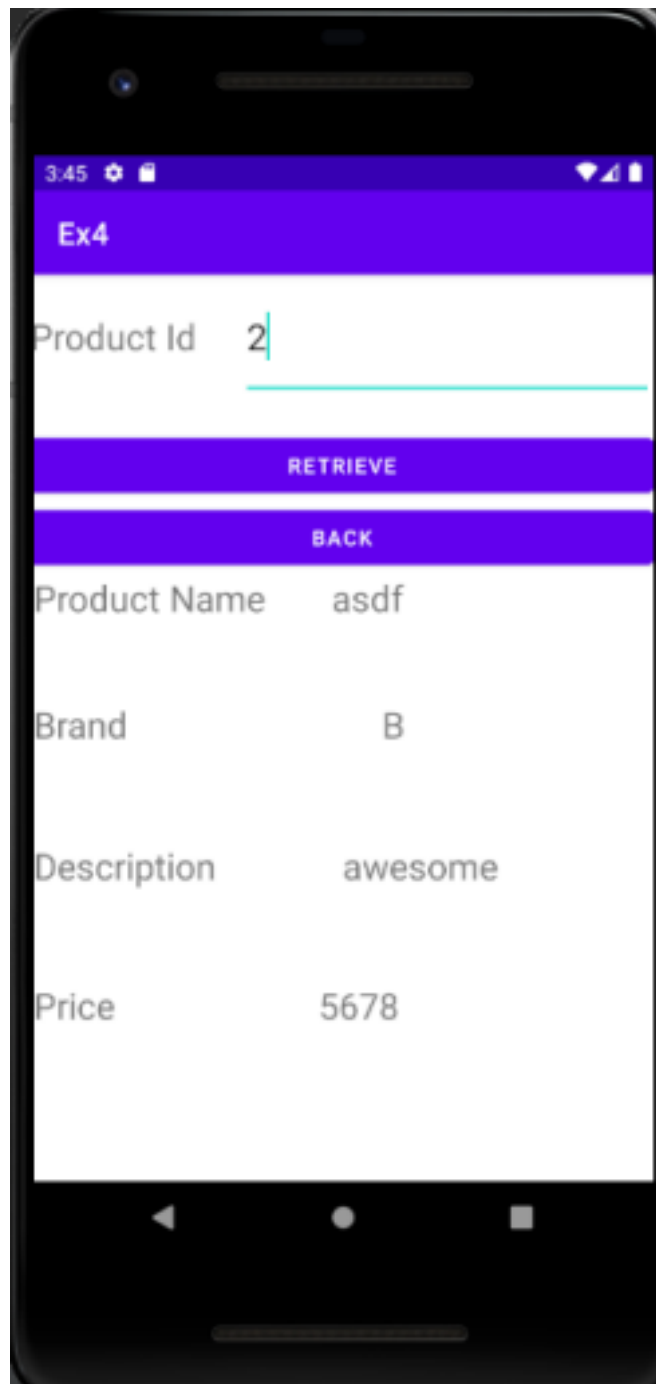 3:45
Ex4
Product Id 2
RETRIEVE
BACK
Product Name asdf
Brand B
Description awesome
Price 5678